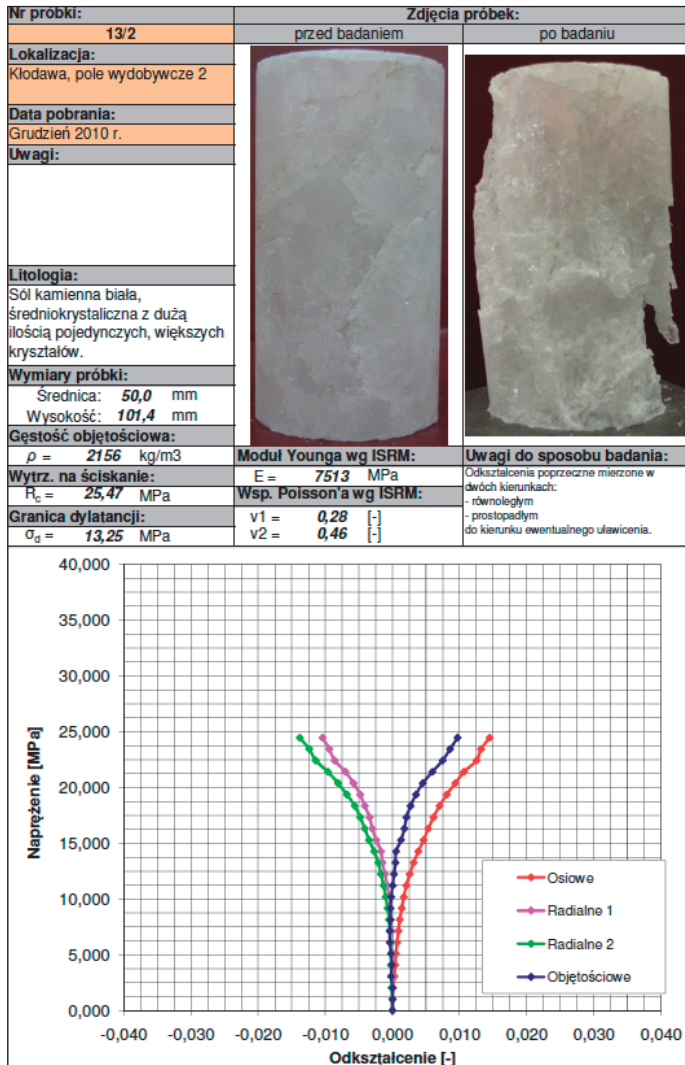 Nr próbki:
13/2
Zdjęcia próbek:
przed badaniem
po badaniu
Lokalizacja:
Kłodawa, pole wydobywcze 2
Data pobrania:
Grudzień 2010 r.
Uwagi:
Litologia:
Sól kamienna biała,
średniokrystaliczna z dużą
ilością pojedynczych, większych
kryształów.
Wymiary próbki:
Średnica: 50,0 mm
Wysokość: 101,4 mm
Gęstość objętościowa:
ρ = 2156 kg/m3
Wytrz. na ściskanie:
Rc = 25,47 MPa
Granica dylatancji:
σd = 13,25 MPa
Moduł Younga wg ISRM:
E = 7513 MPa
Wsp. Poisson'a wg ISRM:
v1 = 0,28 [-]
v2 = 0,46 [-]
Uwagi do sposobu badania:
Odkształcenia poprzeczne mierzone w
dwóch kierunkach:
- równoległym
- prostopadłym
do kierunku ewentualnego uławicenia.
40,000
35,000
30,000
25,000
20,000
15,000
10,000
5,000
0,000
Naprężenie [MPa]
Osiowe
Radialne 1
Radialne 2
Objętościowe
-0,040 -0,030 -0,020 -0,010 0,000 0,010 0,020 0,030 0,040
Odkształcenie [-]